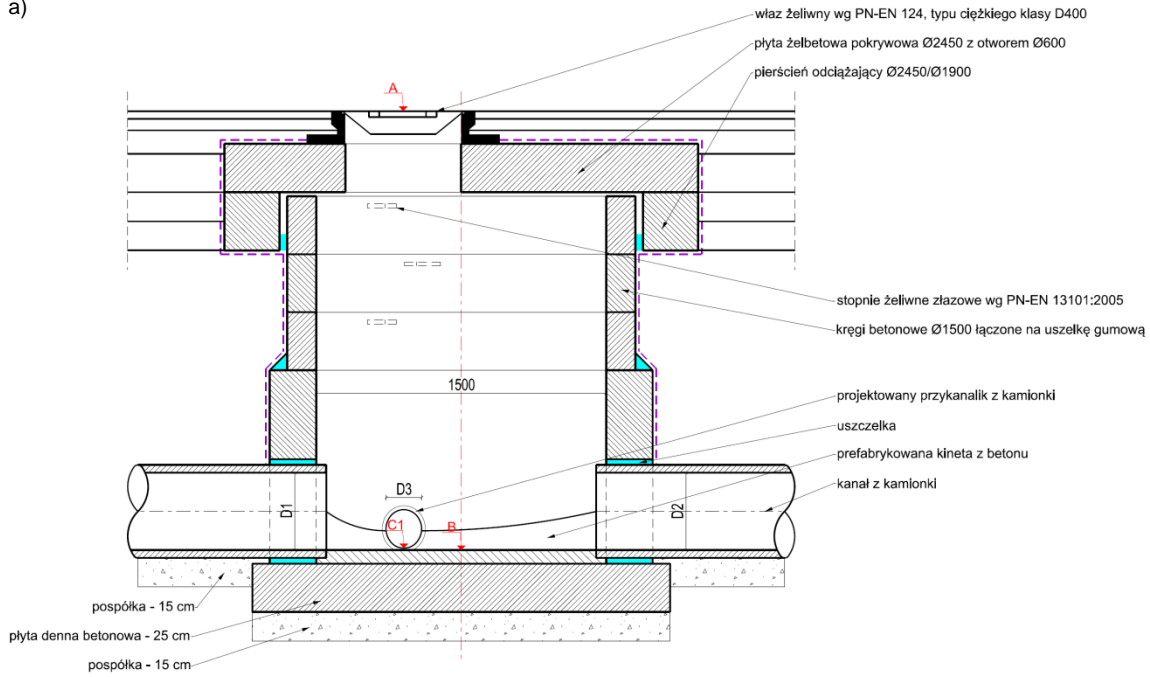 a)
właz żeliwny wg PN-EN 124, typu ciężkiego klasy D400
płyta żelbetowa pokrywowa Ø2450 z otworem Ø600
pierścień odciążający Ø2450/Ø1900
A
stopnie żeliwne złazowe wg PN-EN 13101:2005
kręgi betonowe Ø1500 łączone na uszelkę gumową
1500
projektowany przykanalik z kamionki
uszczelka
prefabrykowana kineta z betonu
kanał z kamionki
D3
D1
C1
B
D2
pospółka - 15 cm
płyta denna betonowa - 25 cm
pospółka - 15 cm